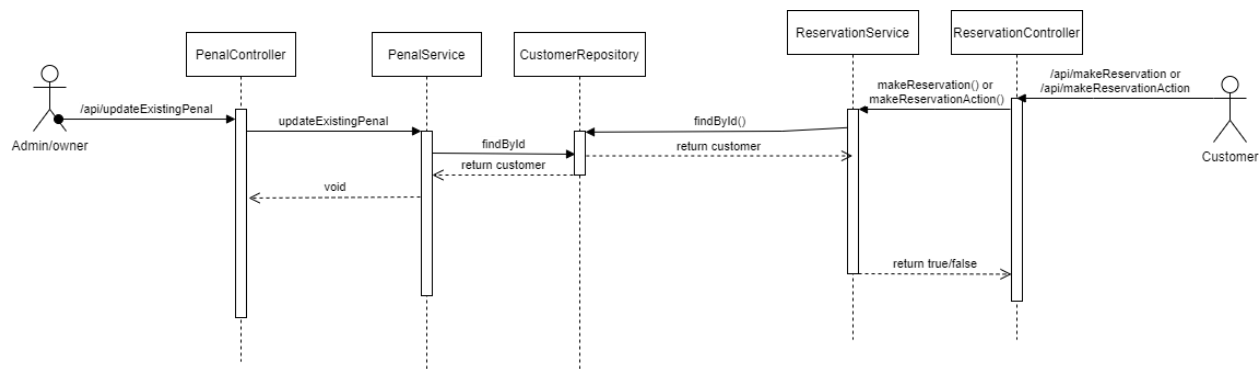 PenalController
PenalService
CustomerRepository
ReservationService
ReservationController
/api/updateExistingPenal
Admin/owner
updateExistingPenal
findById
return customer
void
findById()
return customer
makeReservation() or
makeReservationAction()
/api/makeReservation or
/api/makeReservationAction
Customer
return true/false